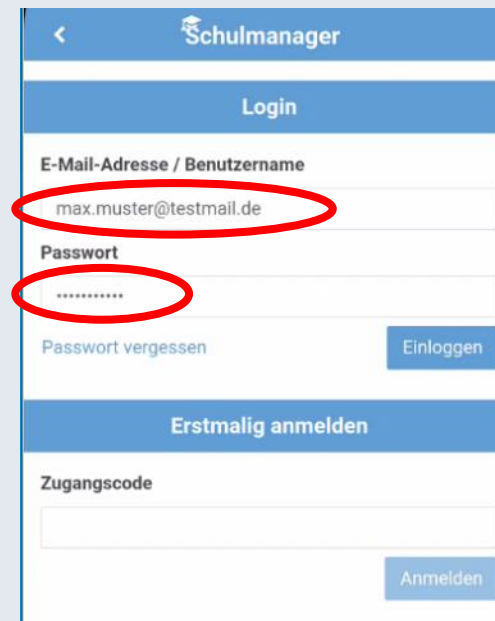 Schulmanager
Login
E-Mail-Adresse / Benutzername
max.muster@testmail.de
Passwort
•••••••••••
Passwort vergessen
Einloggen
Erstmalig anmelden
Zugangscode
Anmelden